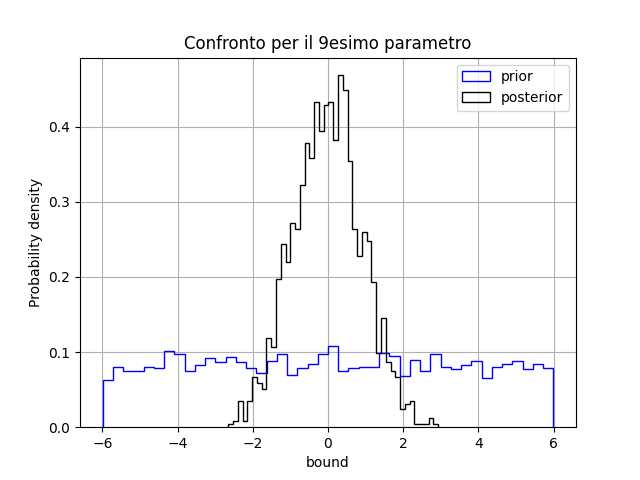 Confronto per il 9esimo parametro
prior
posterior
Probability density
0.4
0.3
0.2
0.1
0.0
−6
−4
−2
0
2
4
6
bound